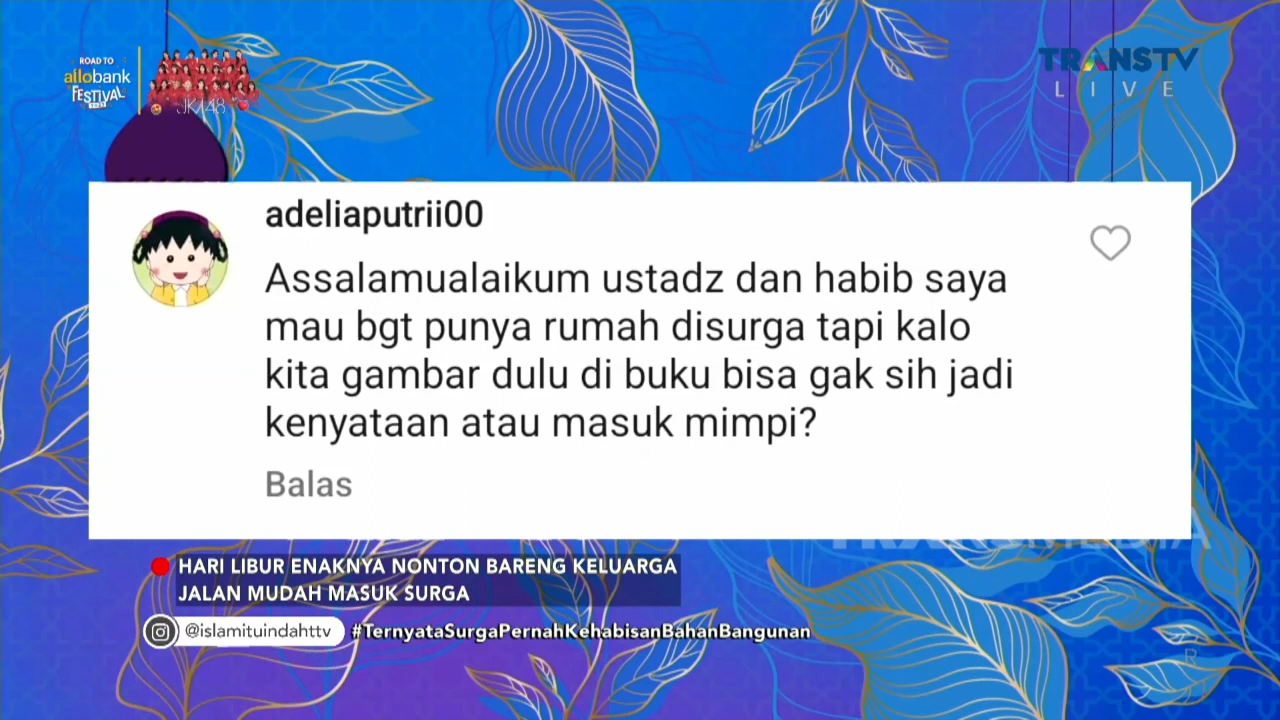 ROAD TO
allobank
FESTIVAL
JKT48
TRANSTV
LIVE
adeliaputrii00
Assalamualaikum ustadz dan habib saya
mau bgt punya rumah disurga tapi kalo
kita gambar dulu di buku bisa gak sih jadi
kenyataan atau masuk mimpi?
Balas
HARI LIBUR ENAKNYA NONTON BARENG KELUARGA
JALAN MUDAH MASUK SURGA
@islamituindahttv #TernyataSurgaPernahKehabisanBahanBangunan
R